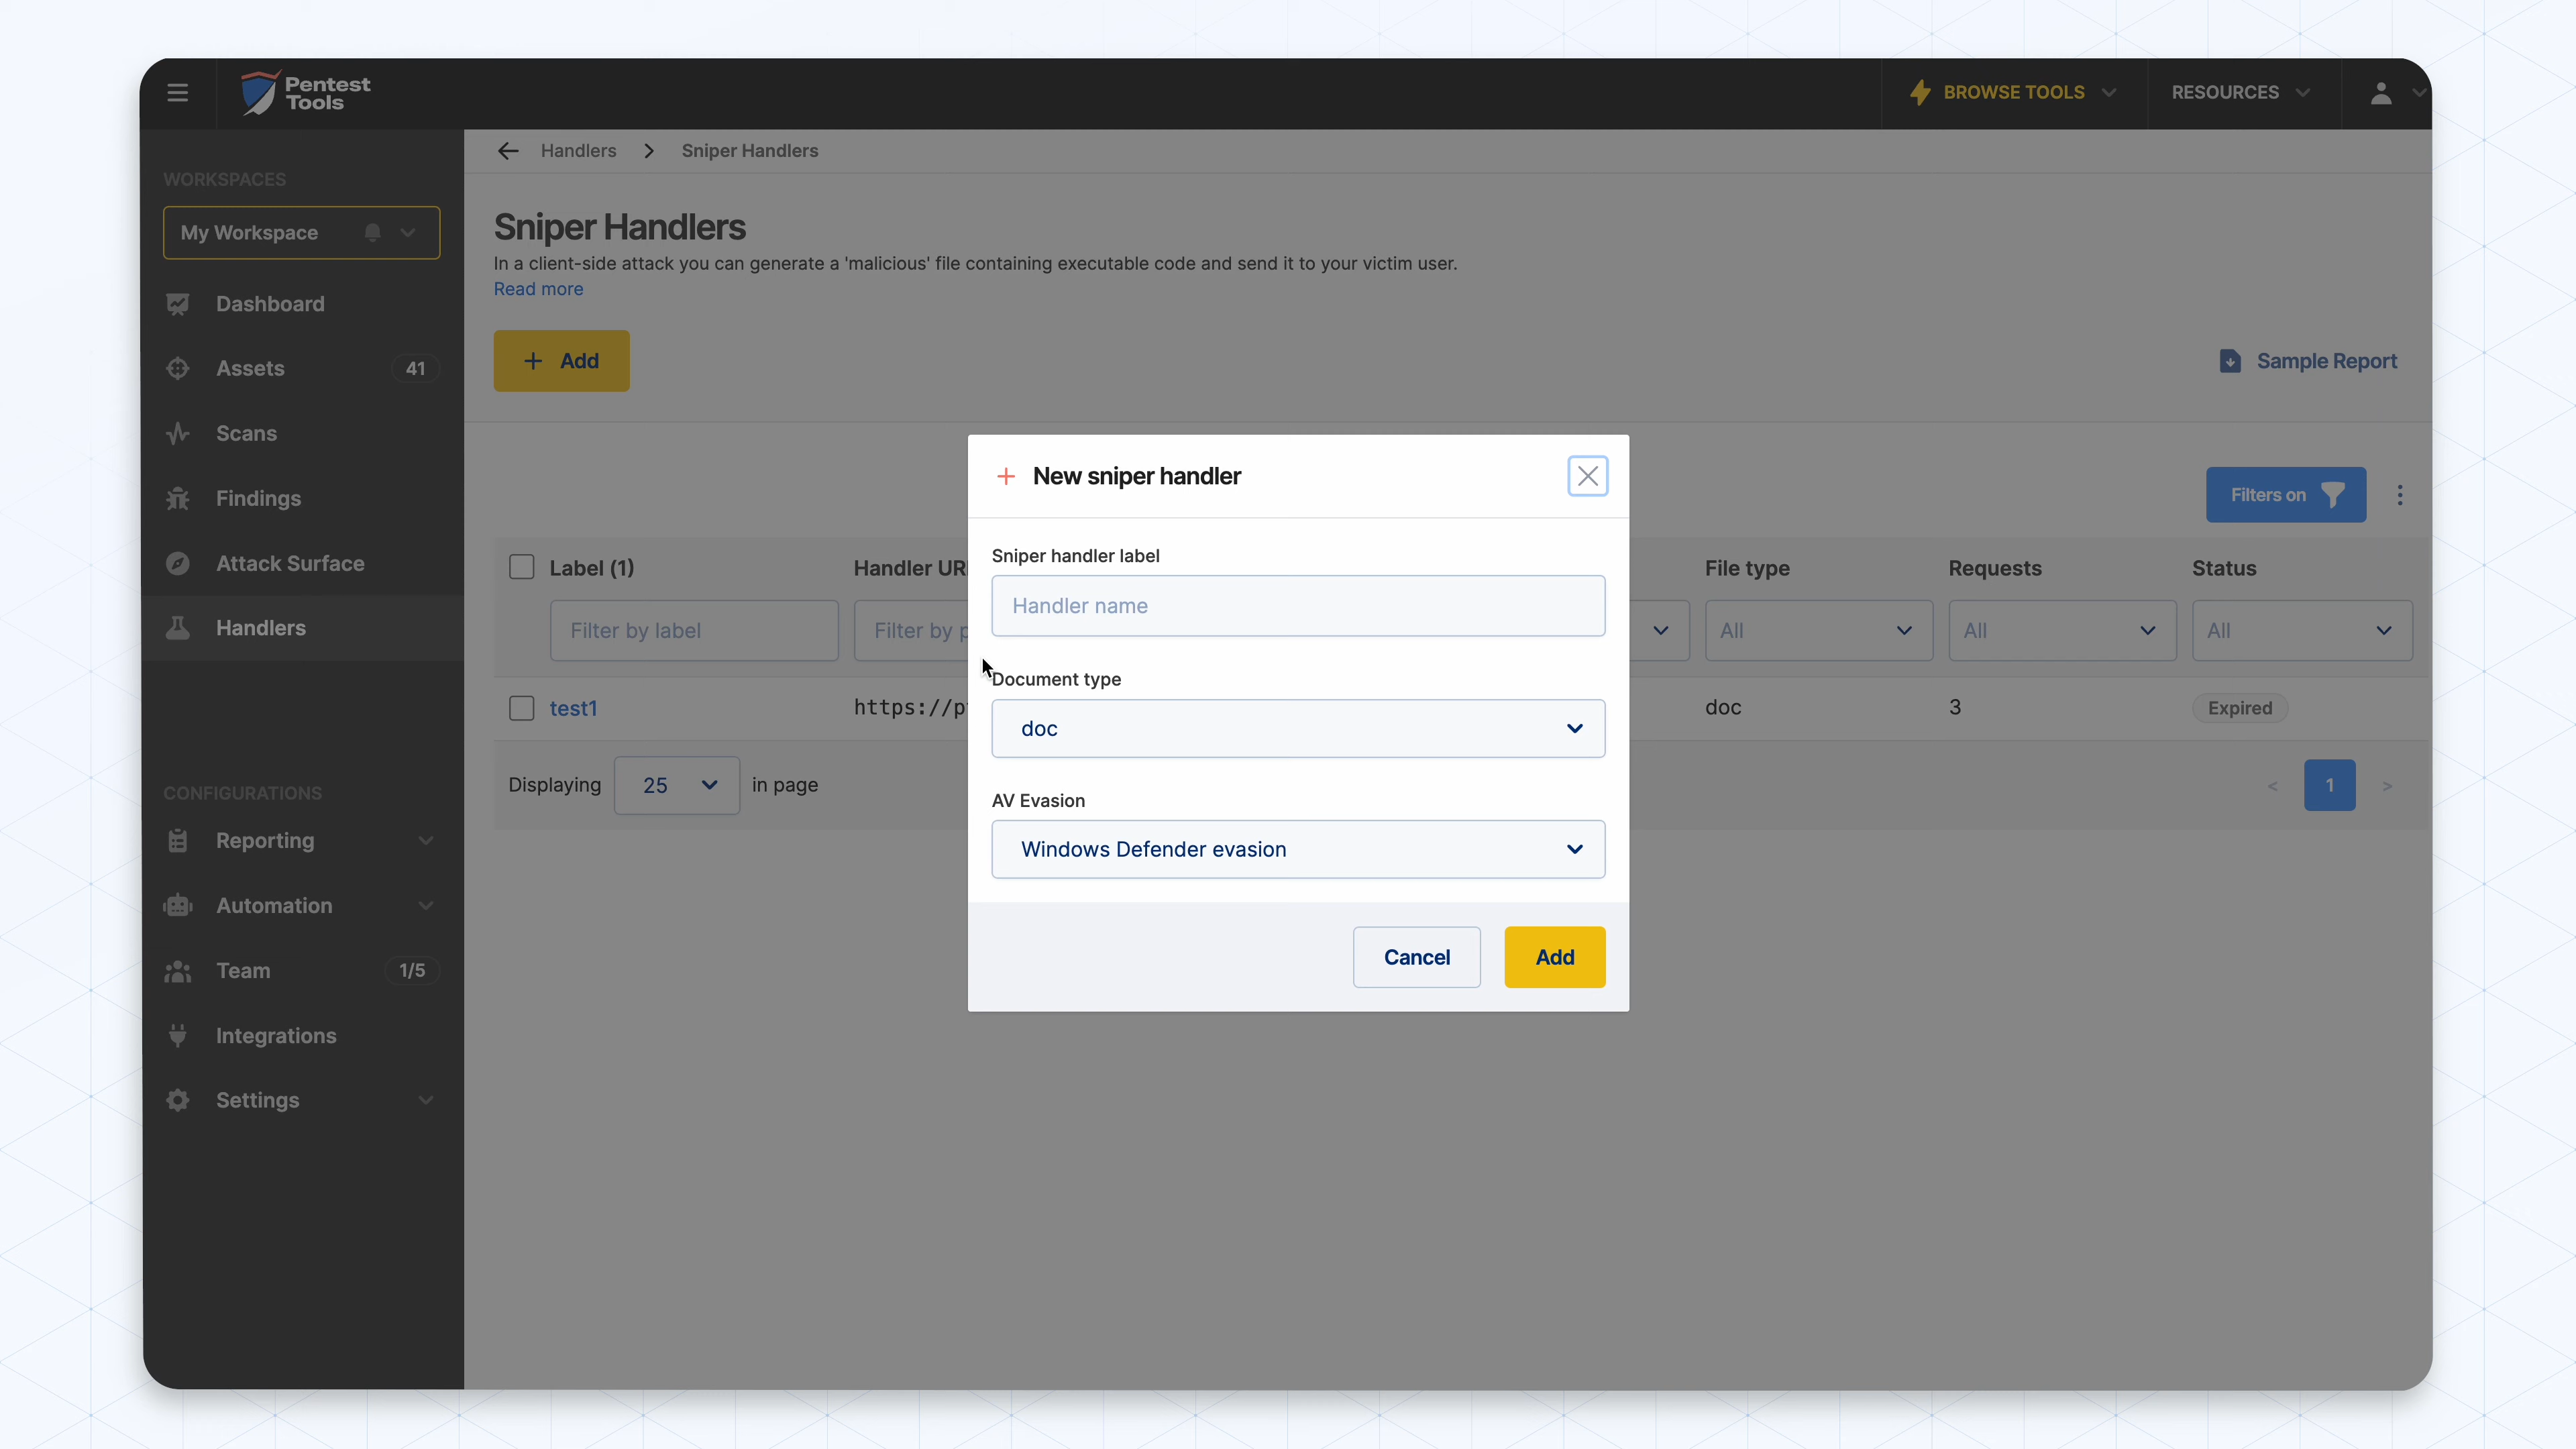 Pentest
Tools
BROWSE TOOLS
RESOURCES
WORKSPACES
My Workspace
Dashboard
Assets
41
Scans
Findings
Attack Surface
Handlers
CONFIGURATIONS
Reporting
Automation
Team
1/5
Integrations
Settings
Handlers > Sniper Handlers
Sniper Handlers
In a client-side attack you can generate a 'malicious' file containing executable code and send it to your victim user.
Read more
+ Add
Sample Report
Filters on
Label (1)
Handler UR
File type
Requests
Status
Filter by label
Filter by p
All
All
All
test1
https://p
doc
3
Expired
Displaying
25
in page
<
1
>
+ New sniper handler
Sniper handler label
Handler name
Document type
doc
AV Evasion
Windows Defender evasion
Cancel
Add